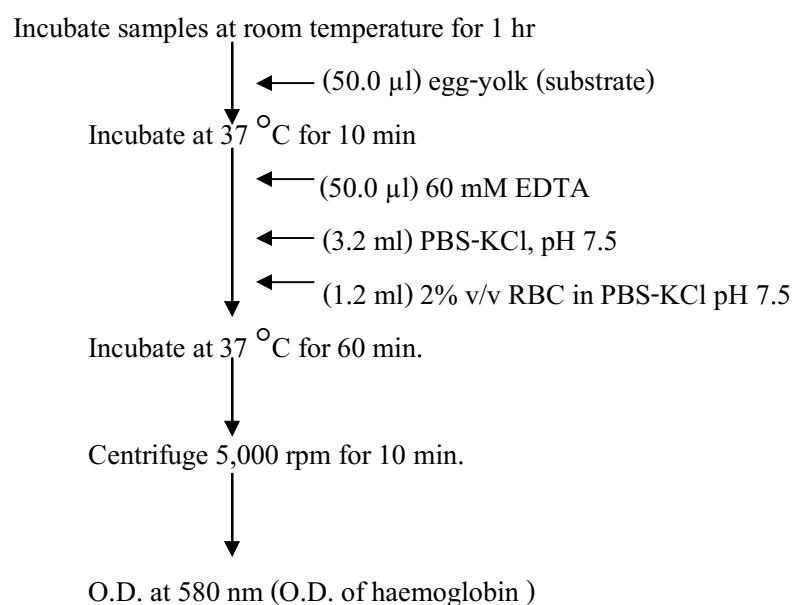 Incubate samples at room temperature for 1 hr
(50.0 µl) egg-yolk (substrate)
Incubate at 37 °C for 10 min
(50.0 µl) 60 mM EDTA
(3.2 ml) PBS-KCl, pH 7.5
(1.2 ml) 2% v/v RBC in PBS-KCl pH 7.5
Incubate at 37 °C for 60 min.
Centrifuge 5,000 rpm for 10 min.
O.D. at 580 nm (O.D. of haemoglobin )